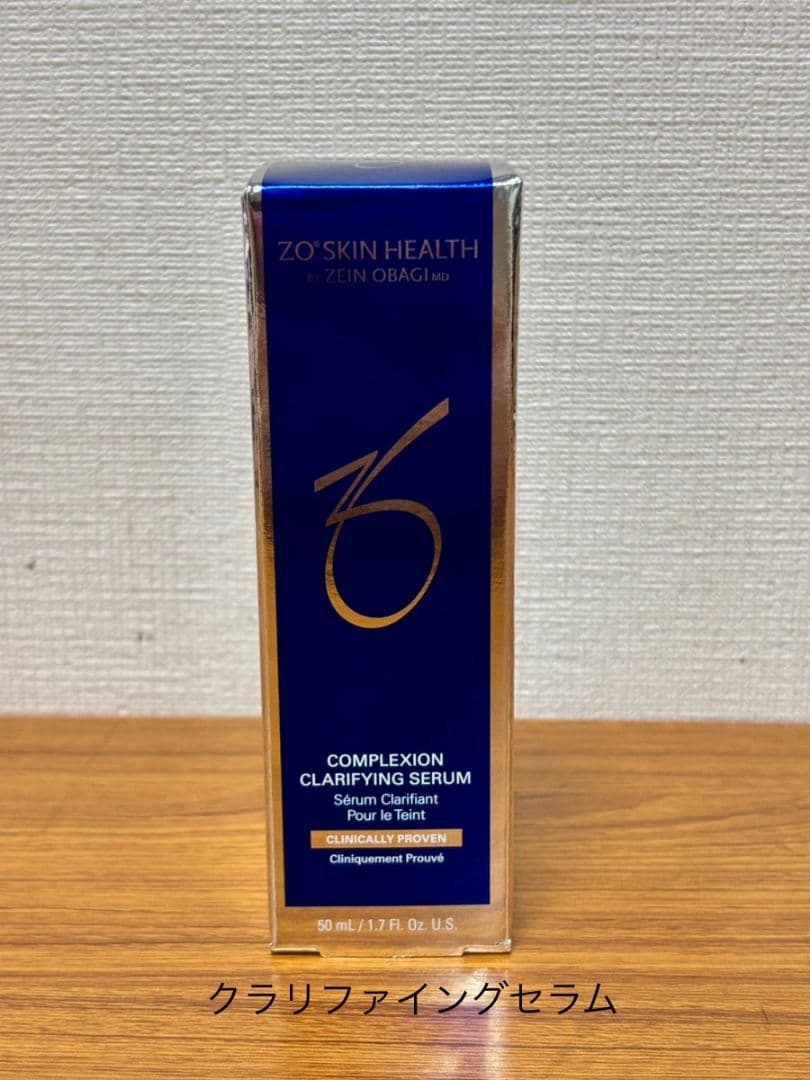 ZO® SKIN HEALTH
BY ZEIN OBAGI MD
COMPLEXION
CLARIFYING SERUM
Sérum Clarifiant
Pour le Teint
CLINICALLY PROVEN
Cliniquement Prouvé
50 mL / 1.7 Fl. Oz. U.S.
クラリファイングセラム